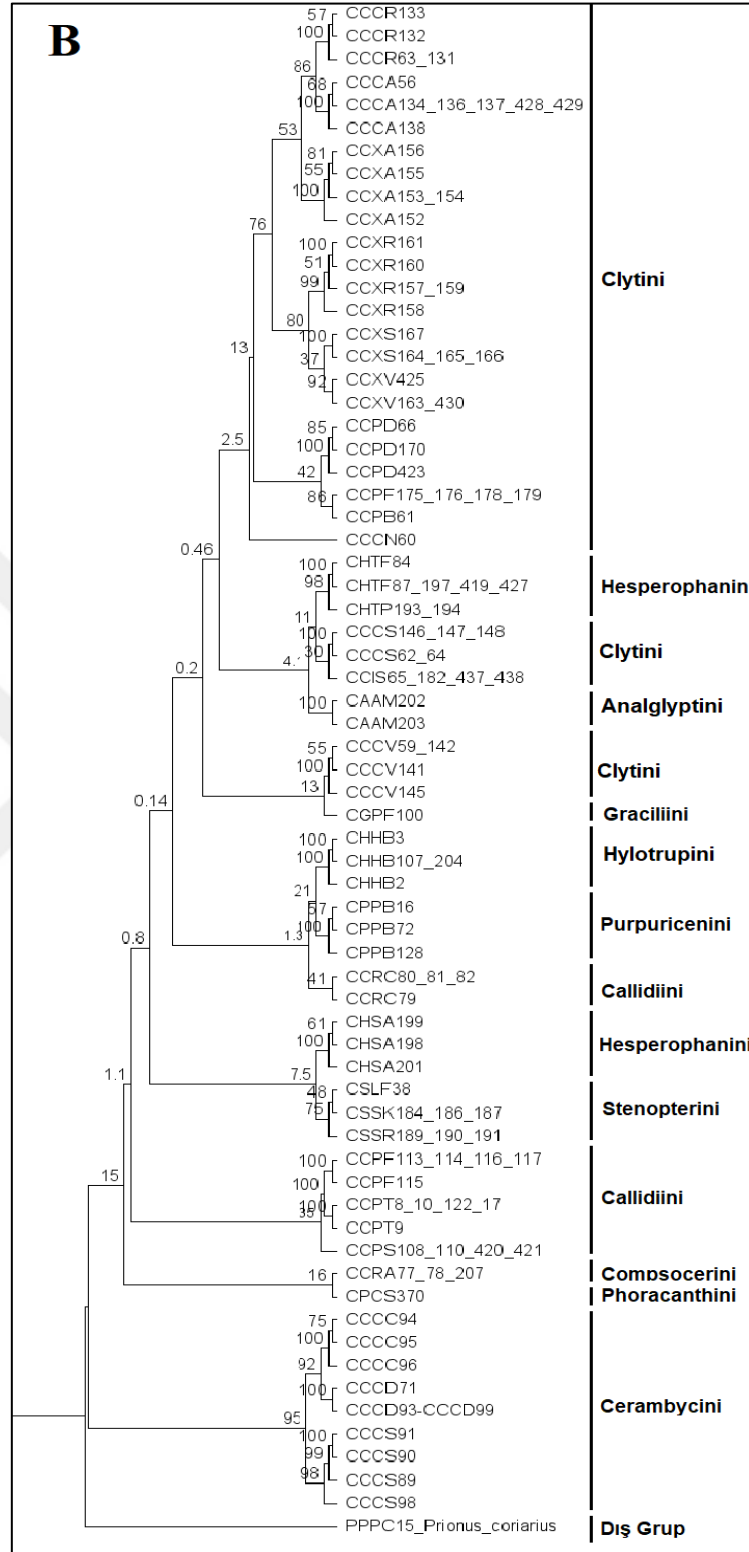 B
57 CCCR133
100 CCCR132
CCCR63_131
86
68 CCCA56
100 CCCA134_136_137_428_429
CCCA138
53
81 CCXA156
55 CCXA155
100 CCXA153_154
CCXA152
76
100 CCXR161
51 CCXR160
99 CCXR157_159
CCXR158
Clytini
80
100 CCXS167
37 CCXS164_165_166
92 CCXV425
CCXV163_430
13
85 CCPD66
100 CCPD170
42 CCPD423
86 CCPF175_176_178_179
CCPB61
2.5
CCCN60
0.46
100 CHTF84
98 CHTF87_197_419_427
CHTP193_194
Hesperophanin
11
100 CCCS146_147_148
30 CCCS62_64
CCIS65_182_437_438
Clytini
4.1
100 CAAM202
CAAM203
Analglyptini
0.2
55 CCCV59_142
100 CCCV141
13 CCCV145
Clytini
CGPF100
Graciliini
0.14
100 CHHB3
100 CHHB107_204
CHHB2
Hylotrupini
21
57 CPPB16
100 CPPB72
CPPB128
Purpuricenini
1.3
41 CCRC80_81_82
CCRC79
Callidiini
0.8
61 CHSA199
100 CHSA198
CHSA201
Hesperophanini
7.5
48 CSLF38
75 CSSK184_186_187
CSSR189_190_191
Stenopterini
1.1
100 CCPF113_114_116_117
CCPF115
100
100 CCPT8_10_122_17
CCPT9
35
CCPS108_110_420_421
Callidiini
15
16 CCRA77_78_207
Compsocerini
CPCS370
Phoracanthini
75 CCCC94
100 CCCC95
CCCC96
92
100 CCCD71
CCCD93-CCCD99
Cerambycini
95
100 CCCS91
99 CCCS90
98 CCCS89
CCCS98
PPPC15_Prionus_coriarius
Dış Grup